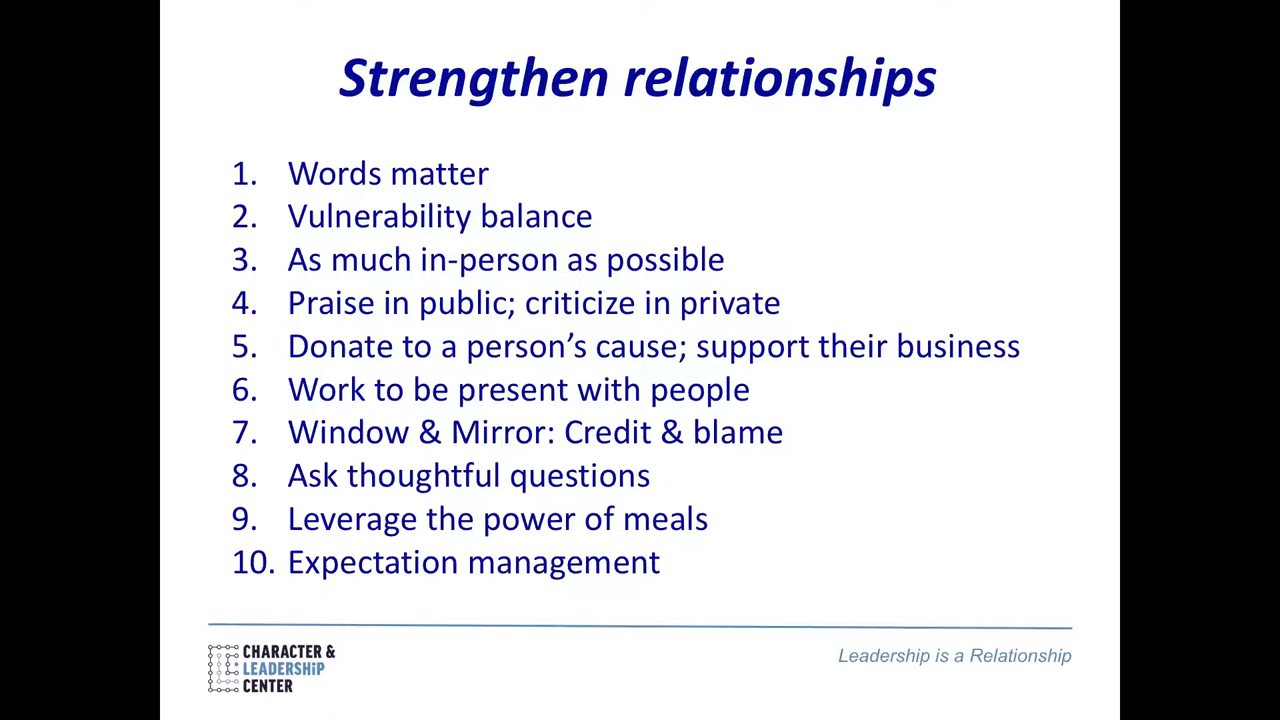 Strengthen relationships
1. Words matter
2. Vulnerability balance
3. As much in-person as possible
4. Praise in public; criticize in private
5. Donate to a person's cause; support their business
6. Work to be present with people
7. Window & Mirror: Credit & blame
8. Ask thoughtful questions
9. Leverage the power of meals
10. Expectation management
CHARACTER &
LEADERSHiP
CENTER
Leadership is a Relationship